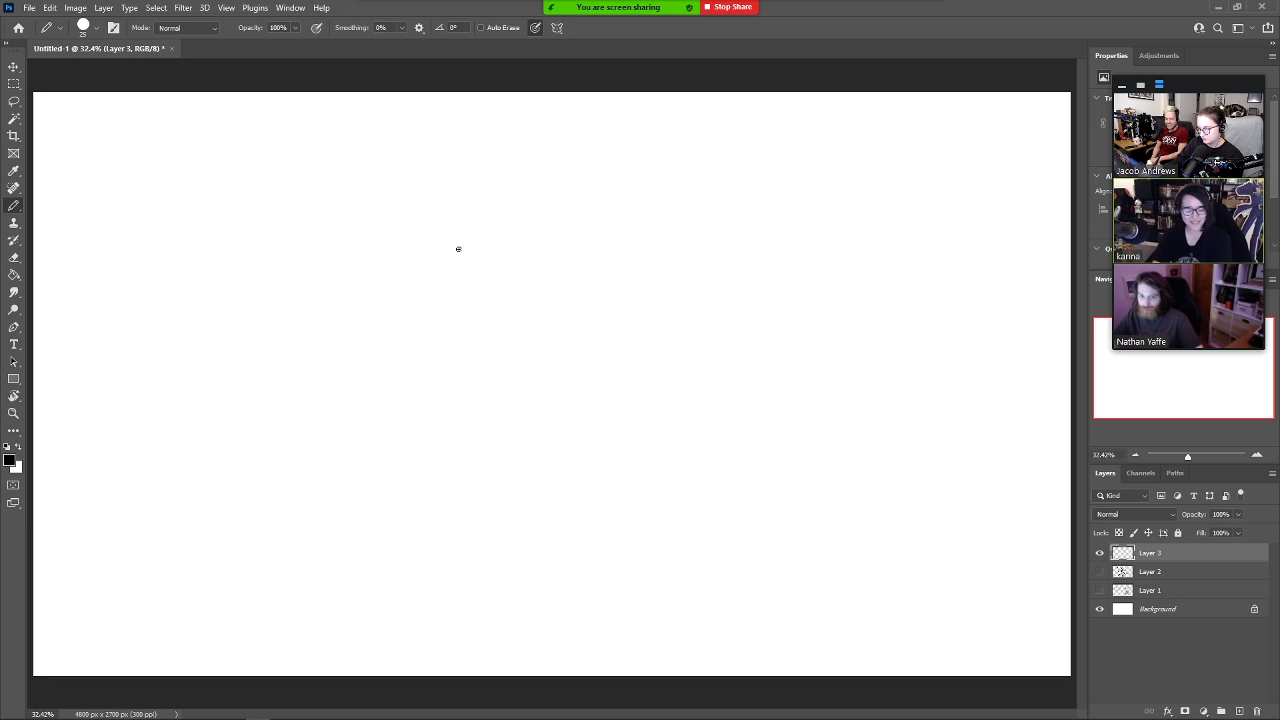 File Edit Image Layer Type Select Filter 3D View Plugins Window Help
You are screen sharing
Stop Share
25
Mode: Normal
Opacity: 100%
Smoothing: 0%
0°
Auto Erase
Untitled-1 @ 32.4% (Layer 3, RGB/8) *
Properties Adjustments
Jacob Andrews
karina
Nathan Yaffe
32.42%
Layers Channels Paths
Kind
Normal
Opacity: 100%
Lock:
Fill: 100%
Layer 3
Layer 2
Layer 1
Background
32.42% 4800 px x 2700 px (300 ppi)